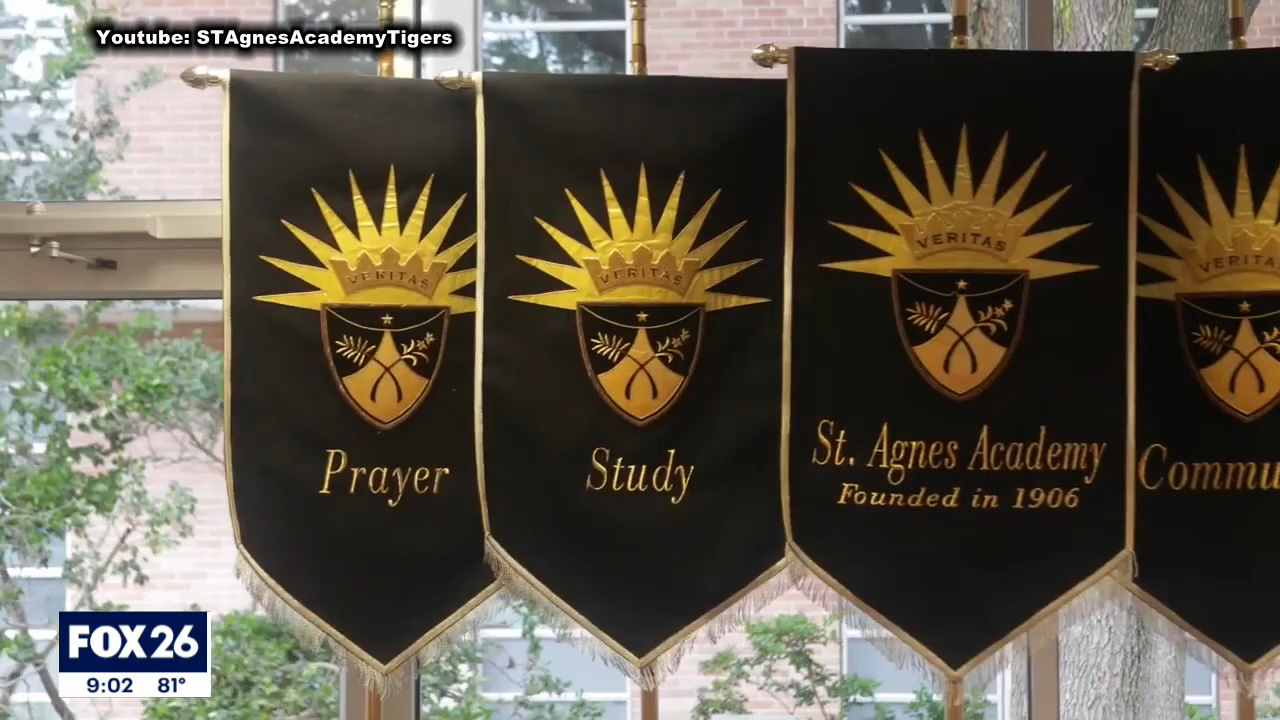 Youtube: STAgnesAcademyTigers
VERITAS
VERITAS
VERITAS
VERITAS
Prayer
Study
St. Agnes Academy
Founded in 1906
Commu
FOX 26
9:02 81°